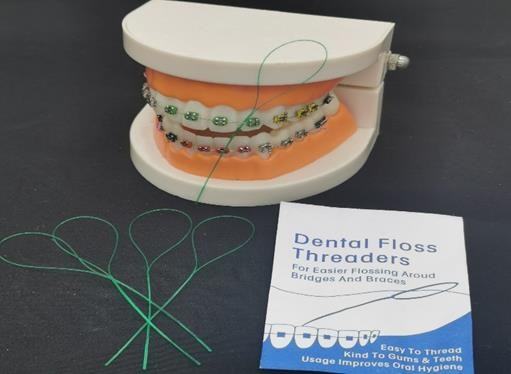 Dental Floss
Threaders
For Easier Flossing Aroud
Bridges And Braces
Easy To Thread
Kind To Gums & Teeth
Usage Improves Oral Hygiene